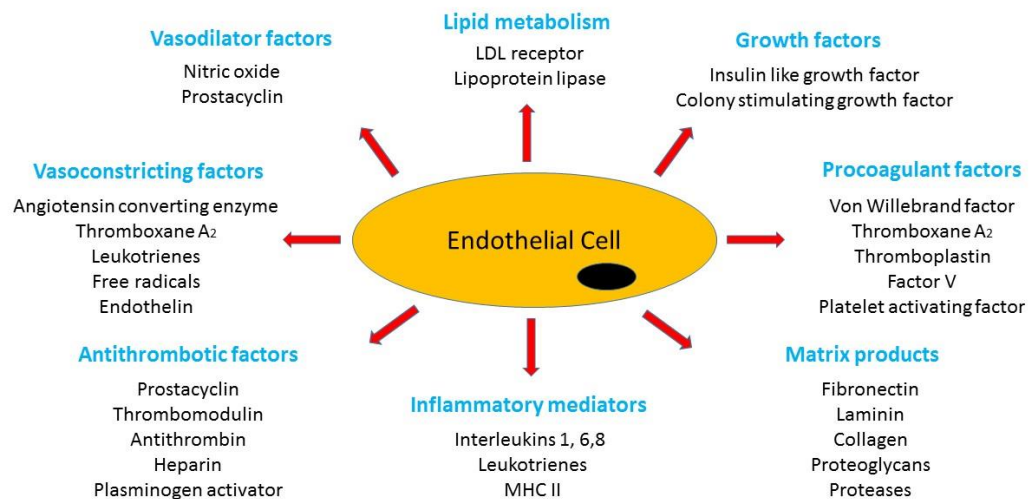 Lipid metabolism
LDL receptor
Lipoprotein lipase
Vasodilator factors
Nitric oxide
Prostacyclin
Growth factors
Insulin like growth factor
Colony stimulating growth factor
Vasoconstricting factors
Angiotensin converting enzyme
Thromboxane A₂
Leukotrienes
Free radicals
Endothelin
Endothelial Cell
Procoagulant factors
Von Willebrand factor
Thromboxane A₂
Thromboplastin
Factor V
Platelet activating factor
Antithrombotic factors
Prostacyclin
Thrombomodulin
Antithrombin
Heparin
Plasminogen activator
Inflammatory mediators
Interleukins 1, 6,8
Leukotrienes
MHC II
Matrix products
Fibronectin
Laminin
Collagen
Proteoglycans
Proteases